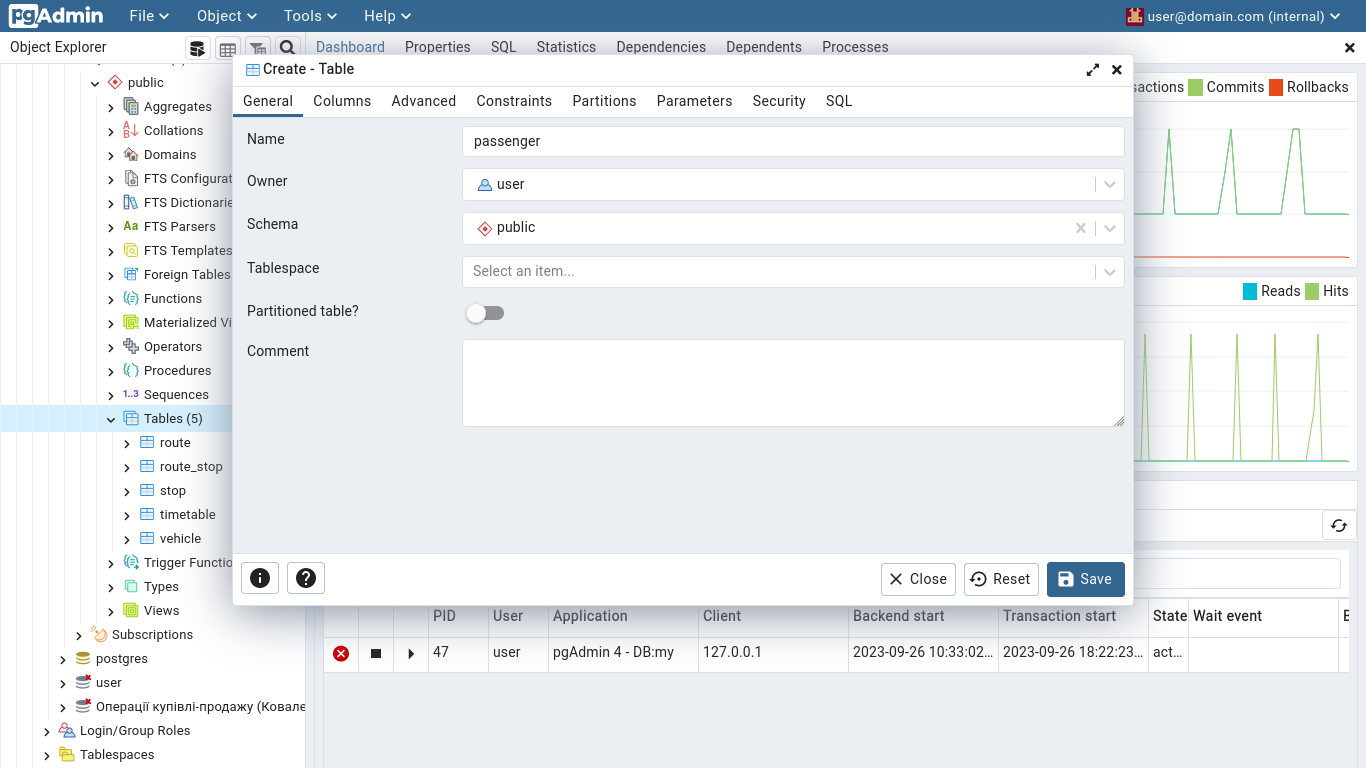 pgAdmin File Object Tools Help user@domain.com (internal)
Object Explorer
Dashboard Properties SQL Statistics Dependencies Dependents Processes
public
Aggregates
Collations
Domains
FTS Configurat
FTS Dictionarie
FTS Parsers
FTS Templates
Foreign Tables
Functions
Materialized Vi
Operators
Procedures
1..3 Sequences
Tables (5)
route
route_stop
stop
timetable
vehicle
Trigger Functio
Types
Views
Subscriptions
postgres
user
Операції купівлі-продажу (Ковале
Login/Group Roles
Tablespaces
Create - Table
General Columns Advanced Constraints Partitions Parameters Security SQL
Name passenger
Owner user
Schema public
Tablespace Select an item...
Partitioned table?
Comment
Close Reset Save
sactions Commits Rollbacks
Reads Hits
PID User Application Client Backend start Transaction start State Wait event
47 user pgAdmin 4 - DB:my 127.0.0.1 2023-09-26 10:33:02... 2023-09-26 18:22:23... act...